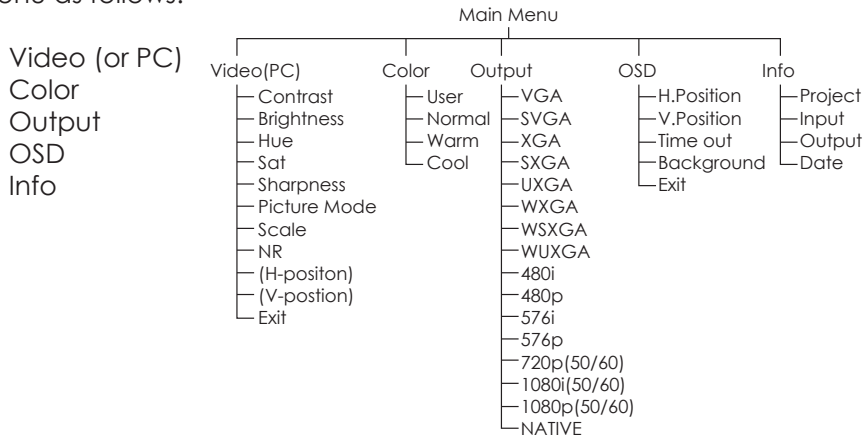 Main Menu
Video (or PC)
Color
Output
OSD
Info
Video(PC)
Contrast
Brightness
Hue
Sat
Sharpness
Picture Mode
Scale
NR
(H-positon)
(V-postion)
Exit
Color
User
Normal
Warm
Cool
Output
VGA
SVGA
XGA
SXGA
UXGA
WXGA
WSXGA
WUXGA
480i
480p
576i
576p
720p(50/60)
1080i(50/60)
1080p(50/60)
NATIVE
OSD
H.Position
V.Position
Time out
Background
Exit
Info
Project
Input
Output
Date